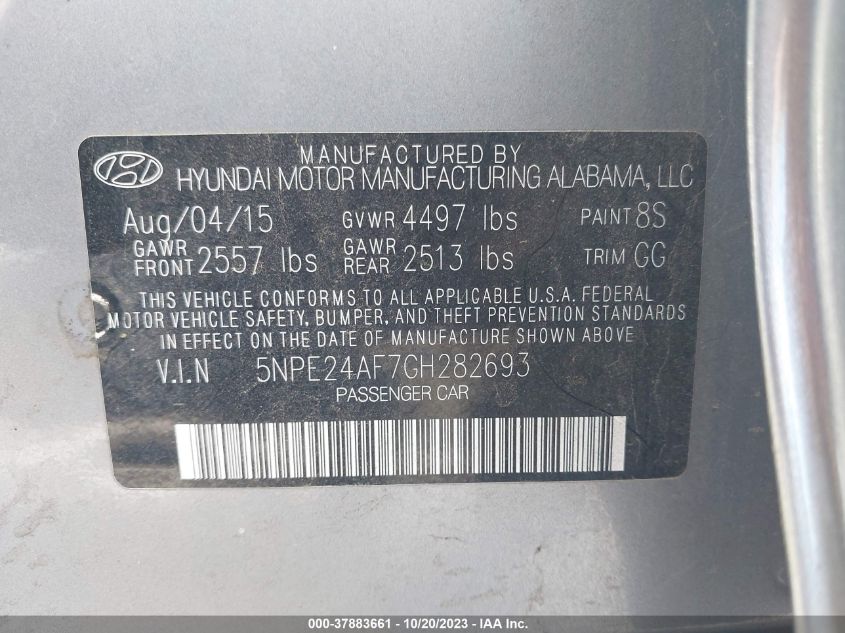 MANUFACTURED BY
HYUNDAI MOTOR MANUFACTURING ALABAMA, LLC
Aug/04/15 GVWR 4497 lbs PAINT 8S
GAWR FRONT 2557 lbs GAWR REAR 2513 lbs TRIM GG
THIS VEHICLE CONFORMS TO ALL APPLICABLE U.S.A. FEDERAL
MOTOR VEHICLE SAFETY, BUMPER, AND THEFT PREVENTION STANDARDS
IN EFFECT ON THE DATE OF MANUFACTURE SHOWN ABOVE
V.I.N 5NPE24AF7GH282693
PASSENGER CAR
000-37883661 - 10/20/2023 - IAA Inc.